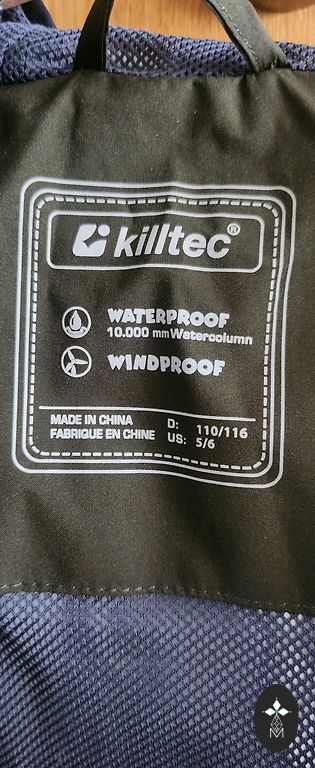 killtec®
WATERPROOF
10.000 mm Watercolumn
WINDPROOF
MADE IN CHINA
FABRIQUE EN CHINE
D: 110/116
US: 5/6
M